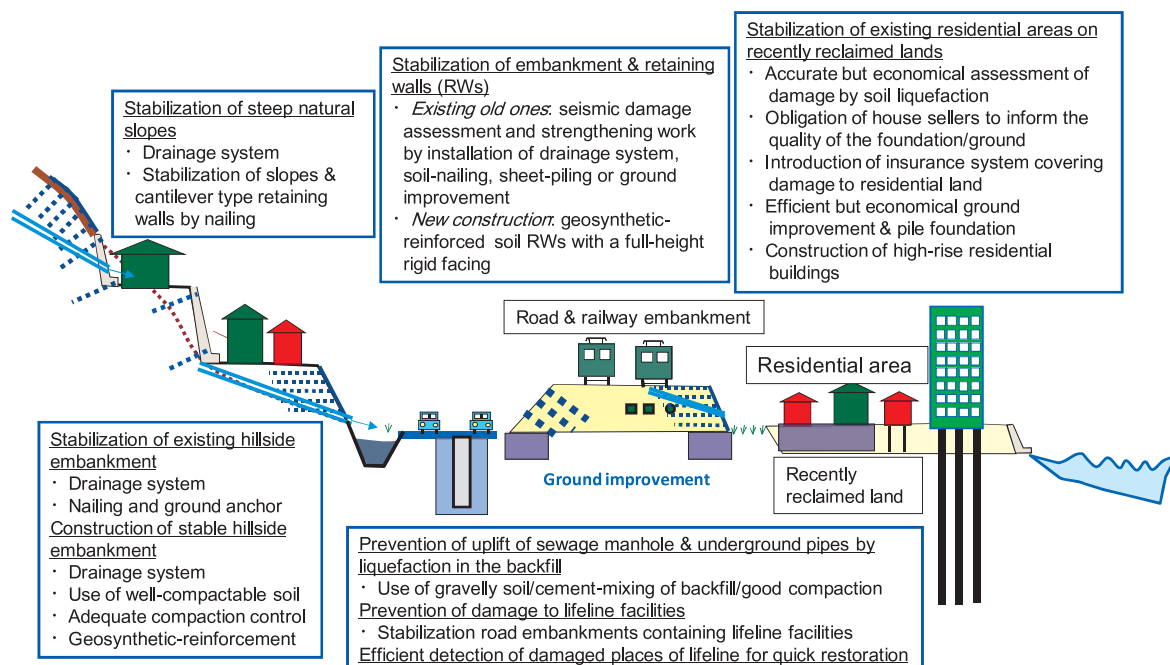 Stabilization of steep natural
slopes
・ Drainage system
・ Stabilization of slopes &
cantilever type retaining
walls by nailing
Stabilization of embankment & retaining
walls (RWs)
・ Existing old ones: seismic damage
assessment and strengthening work
by installation of drainage system,
soil-nailing, sheet-piling or ground
improvement
・ New construction: geosynthetic-
reinforced soil RWs with a full-height
rigid facing
Stabilization of existing residential areas on
recently reclaimed lands
・ Accurate but economical assessment of
damage by soil liquefaction
・ Obligation of house sellers to inform the
quality of the foundation/ground
・ Introduction of insurance system covering
damage to residential land
・ Efficient but economical ground
improvement & pile foundation
・ Construction of high-rise residential
buildings
Road & railway embankment
Residential area
Ground improvement
Recently
reclaimed land
Stabilization of existing hillside
embankment
・ Drainage system
・ Nailing and ground anchor
Construction of stable hillside
embankment
・ Drainage system
・ Use of well-compactable soil
・ Adequate compaction control
・ Geosynthetic-reinforcement
Prevention of uplift of sewage manhole & underground pipes by
liquefaction in the backfill
・ Use of gravelly soil/cement-mixing of backfill/good compaction
Prevention of damage to lifeline facilities
・ Stabilization road embankments containing lifeline facilities
Efficient detection of damaged places of lifeline for quick restoration